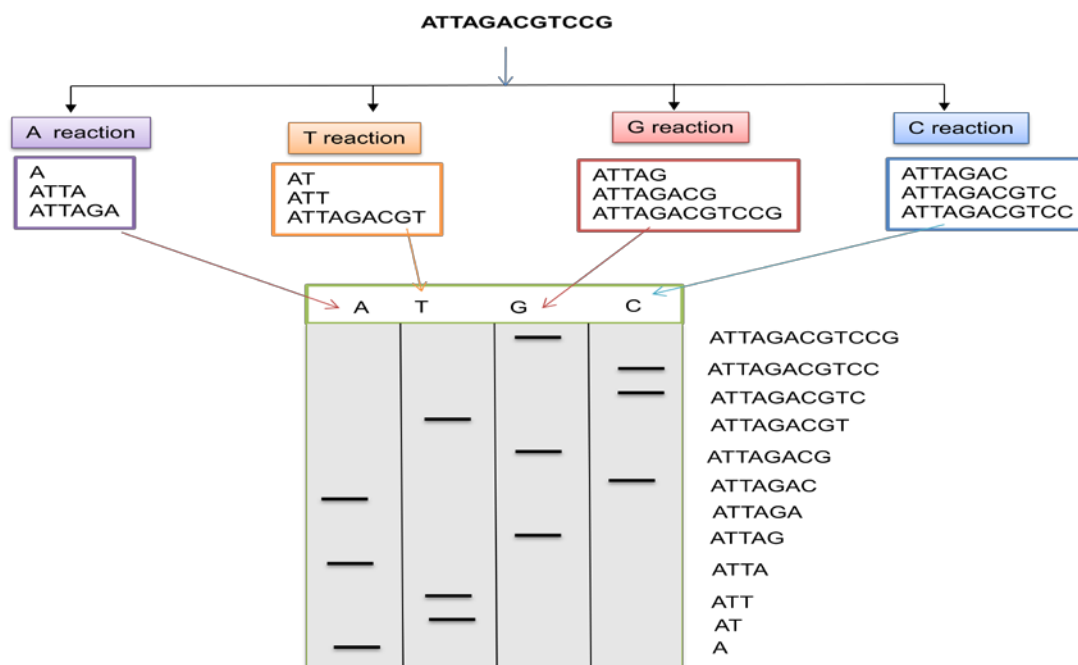 ATTAGACGTCCG
A reaction
T reaction
G reaction
C reaction
A
ATTA
ATTAGA
AT
ATT
ATTAGACGT
ATTAG
ATTAGACG
ATTAGACGTCCG
ATTAGAC
ATTAGACGTC
ATTAGACGTCC
A T G C
ATTAGACGTCCG
ATTAGACGTCC
ATTAGACGTC
ATTAGACGT
ATTAGACG
ATTAGAC
ATTAGA
ATTAG
ATTA
ATT
AT
A